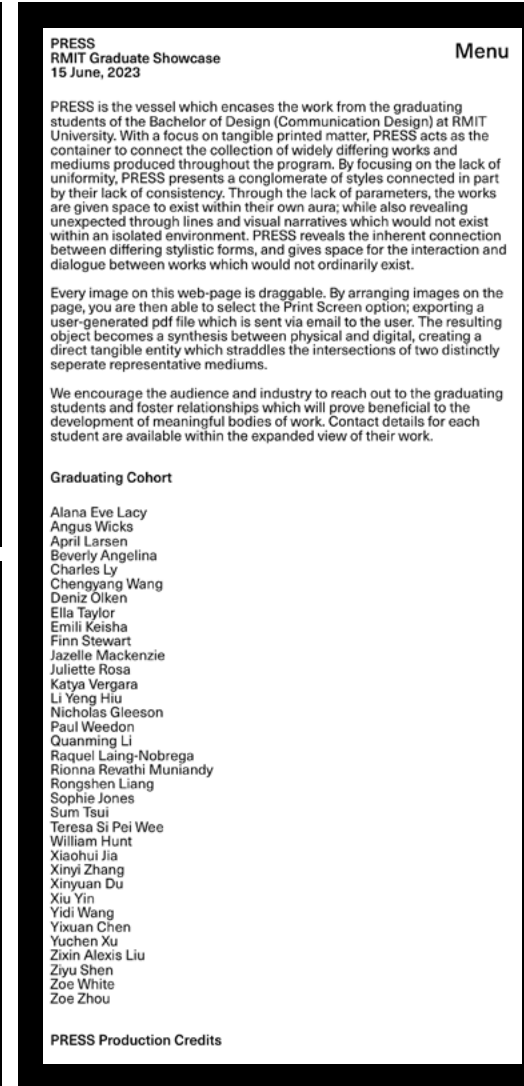 PRESS
RMIT Graduate Showcase
15 June, 2023
Menu
PRESS is the vessel which encases the work from the graduating
students of the Bachelor of Design (Communication Design) at RMIT
University. With a focus on tangible printed matter, PRESS acts as the
container to connect the collection of widely differing works and
mediums produced throughout the program. By focusing on the lack of
uniformity, PRESS presents a conglomerate of styles connected in part
by their lack of consistency. Through the lack of parameters, the works
are given space to exist within their own aura; while also revealing
unexpected through lines and visual narratives which would not exist
within an isolated environment. PRESS reveals the inherent connection
between differing stylistic forms, and gives space for the interaction and
dialogue between works which would not ordinarily exist.
Every image on this web-page is draggable. By arranging images on the
page, you are then able to select the Print Screen option; exporting a
user-generated pdf file which is sent via email to the user. The resulting
object becomes a synthesis between physical and digital, creating a
direct tangible entity which straddles the intersections of two distinctly
seperate representative mediums.
We encourage the audience and industry to reach out to the graduating
students and foster relationships which will prove beneficial to the
development of meaningful bodies of work. Contact details for each
student are available within the expanded view of their work.
Graduating Cohort
Alana Eve Lacy
Angus Wicks
April Larsen
Beverly Angelina
Charles Ly
Chengyang Wang
Deniz Olken
Ella Taylor
Emili Keisha
Finn Stewart
Jazelle Mackenzie
Juliette Rosa
Katya Vergara
Li Yeng Hiu
Nicholas Gleeson
Paul Weedon
Quanming Li
Raquel Laing-Nobrega
Rionna Revathi Muniandy
Rongshen Liang
Sophie Jones
Sum Tsui
Teresa Si Pei Wee
William Hunt
Xiaohui Jia
Xinyi Zhang
Xinyuan Du
Xiu Yin
Yidi Wang
Yixuan Chen
Yuchen Xu
Zixin Alexis Liu
Ziyu Shen
Zoe White
Zoe Zhou
PRESS Production Credits